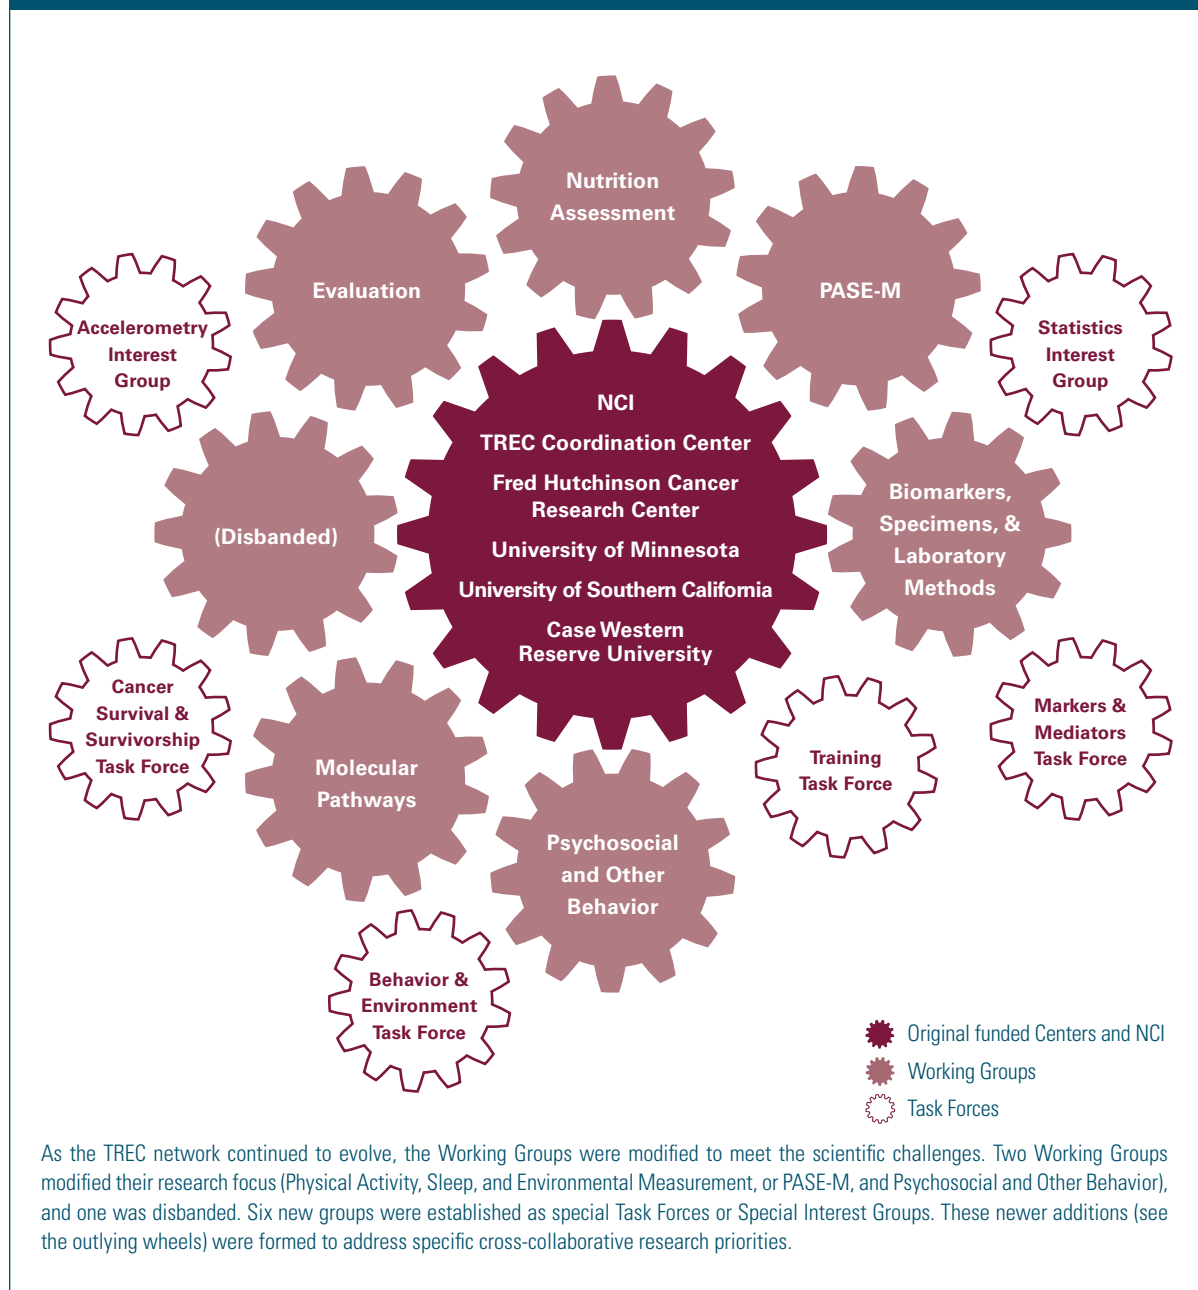 Nutrition
Assessment
Evaluation
PASE-M
Accelerometry
Interest
Group
Statistics
Interest
Group
NCI
TREC Coordination Center
Fred Hutchinson Cancer
Research Center
University of Minnesota
University of Southern California
Case Western
Reserve University
(Disbanded)
Biomarkers,
Specimens, &
Laboratory
Methods
Cancer
Survival &
Survivorship
Task Force
Molecular
Pathways
Training
Task Force
Markers &
Mediators
Task Force
Psychosocial
and Other
Behavior
Behavior &
Environment
Task Force
Original funded Centers and NCI
Working Groups
Task Forces
As the TREC network continued to evolve, the Working Groups were modified to meet the scientific challenges. Two Working Groups
modified their research focus (Physical Activity, Sleep, and Environmental Measurement, or PASE-M, and Psychosocial and Other Behavior),
and one was disbanded. Six new groups were established as special Task Forces or Special Interest Groups. These newer additions (see
the outlying wheels) were formed to address specific cross-collaborative research priorities.